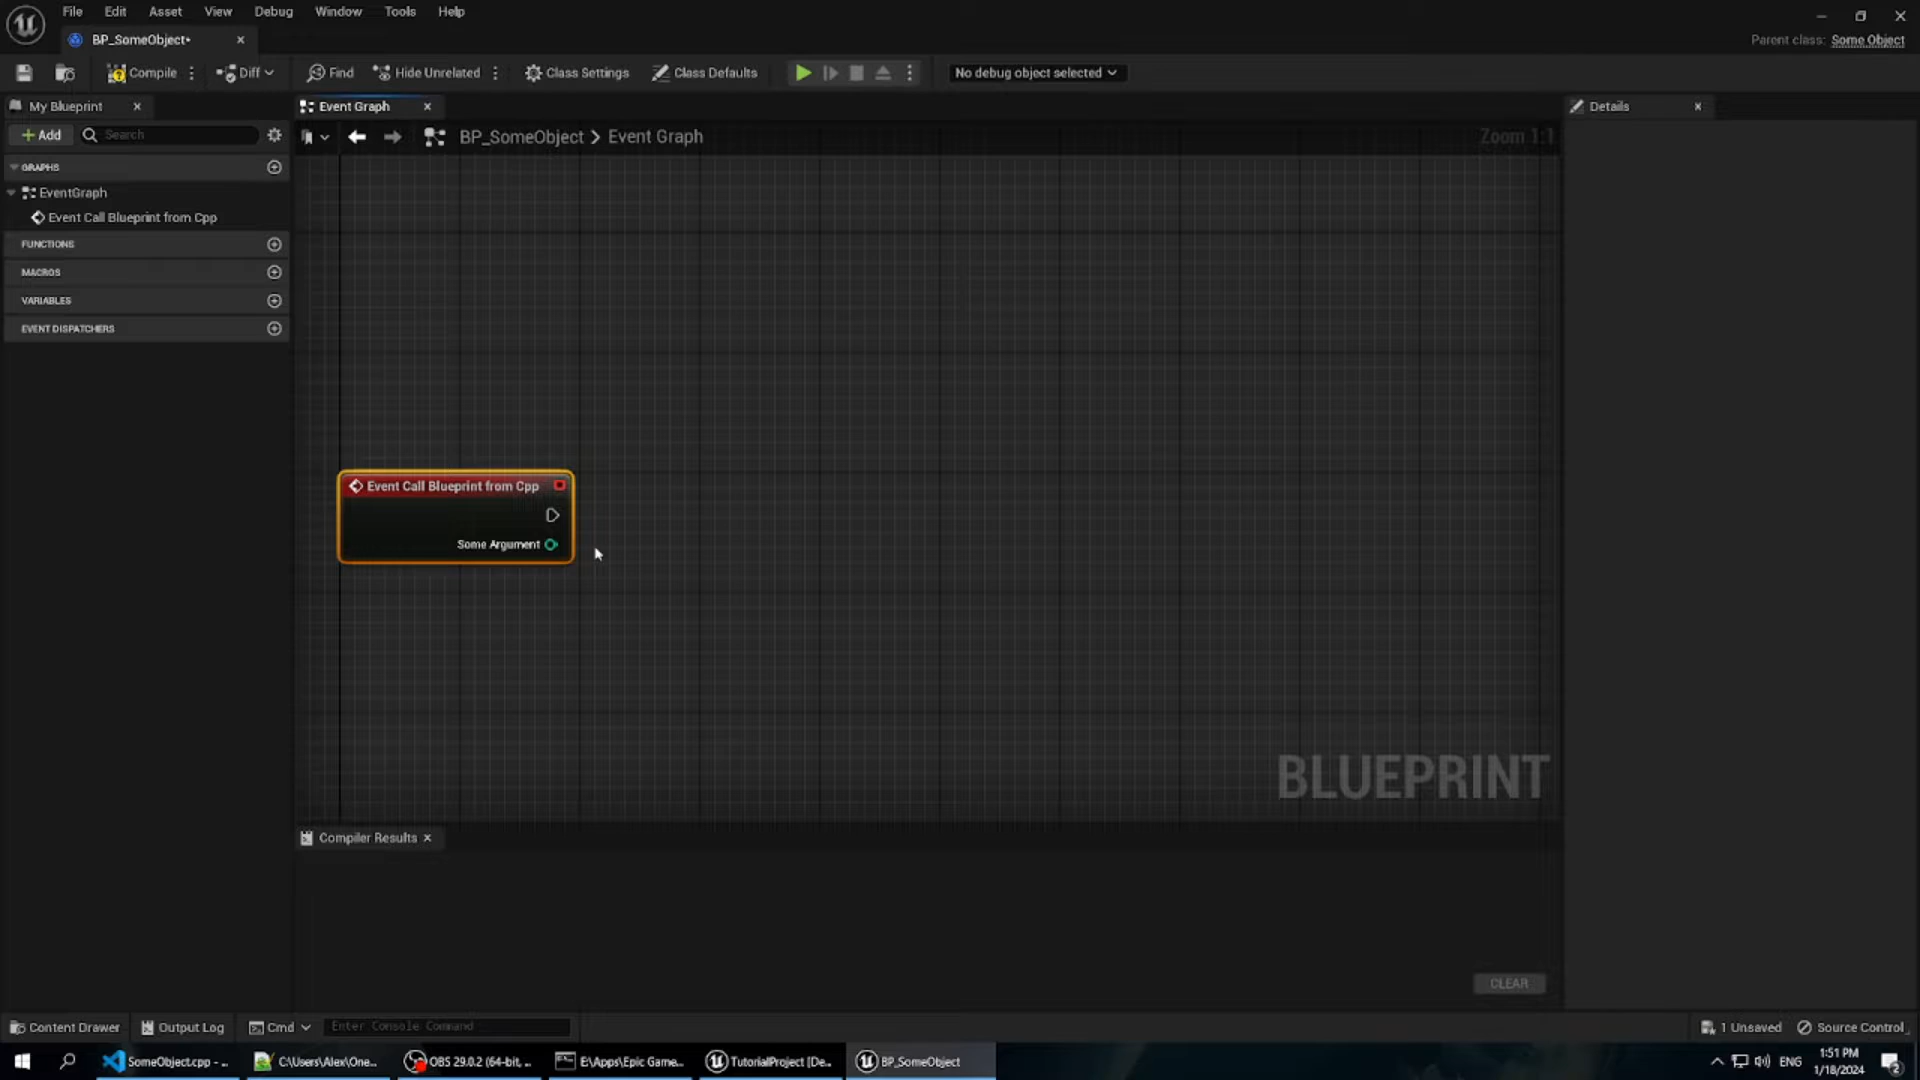 File Edit Asset View Debug Window Tools Help
BP_SomeObject•
Parent class: Some Object
Compile Diff Find Hide Unrelated Class Settings Class Defaults No debug object selected
My Blueprint Event Graph Details
Add Search BP_SomeObject > Event Graph Zoom 1:1
GRAPHS
EventGraph
Event Call Blueprint from Cpp
FUNCTIONS
MACROS
VARIABLES
EVENT DISPATCHERS
Event Call Blueprint from Cpp
Some Argument
BLUEPRINT
Compiler Results
CLEAR
Content Drawer Output Log Cmd Enter Console Command 1 Unsaved Source Control
SomeObject.cpp - ... C:\Users\Alex\One... OBS 29.0.2 (64-bit, ... E:\Apps\Epic Game... TutorialProject [De... BP_SomeObject ENG 1:51 PM
1/18/2024 2